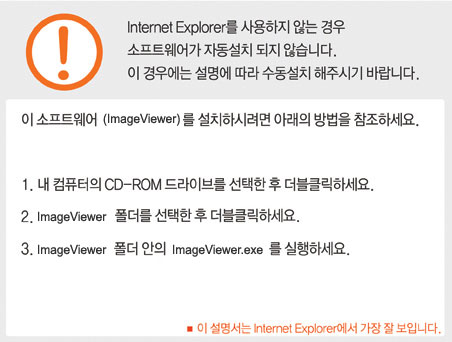 Internet Explorer를 사용하지 않는 경우
소프트웨어가 자동설치 되지 않습니다.
이 경우에는 설명에 따라 수동설치 해주시기 바랍니다.
이 소프트웨어 (ImageViewer)를 설치하시려면 아래의 방법을 참조하세요.
1. 내 컴퓨터의 CD-ROM 드라이브를 선택한 후 더블클릭하세요.
2. ImageViewer 폴더를 선택한 후 더블클릭하세요.
3. ImageViewer 폴더 안의 ImageViewer.exe 를 실행하세요.
■ 이 설명서는 Internet Explorer에서 가장 잘 보입니다.